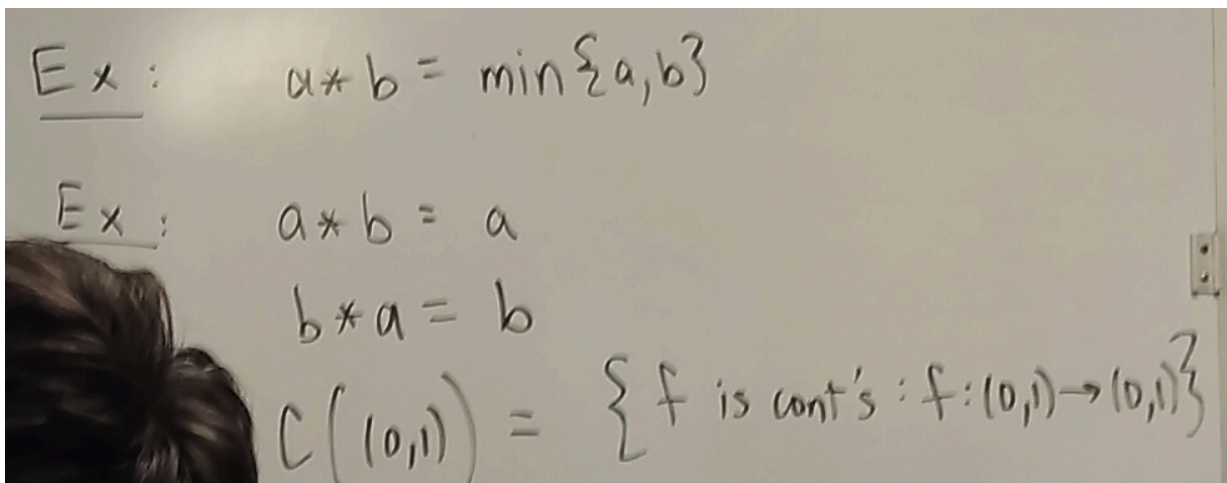 Ex: a*b = min{a,b}
Ex: a*b = a
b*a = b
C((0,1)) = {f is cont's : f:(0,1)→(0,1)}